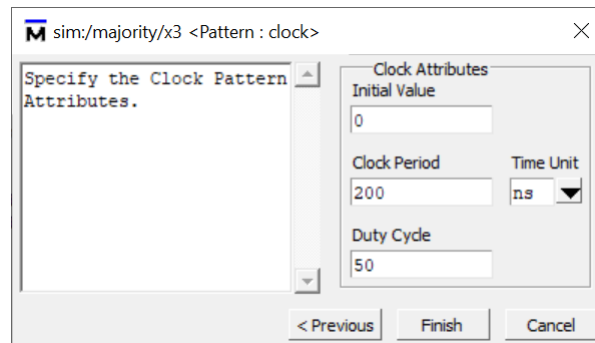 M sim:/majority/x3 <Pattern : clock>
Specify the Clock Pattern
Attributes.
Clock Attributes
Initial Value
0
Clock Period
Time Unit
200
ns
Duty Cycle
50
< Previous
Finish
Cancel